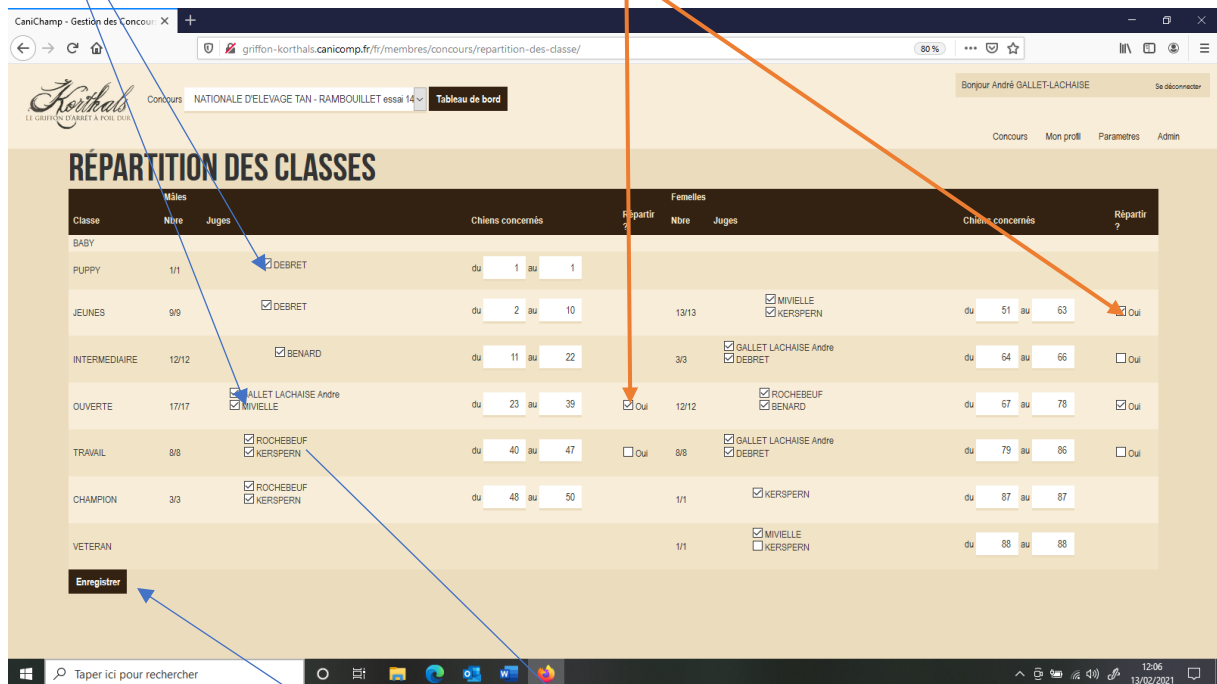 CaniChamp - Gestion des Concour
griffon-korthals.canicomp.fr/fr/membres/concours/repartition-des-classe/
80 %
Korthals
LE GRIFFON D'ARRÊT À POIL DUR
Concours NATIONALE D'ELEVAGE TAN - RAMBOUILLET essai 14 Tableau de bord
Bonjour André GALLET-LACHAISE Se déconnecter
Concours Mon profil Parametres Admin
RÉPARTITION DES CLASSES
Mâles Femelles
Classe Nbre Juges Chiens concernés Répartir ? Nbre Juges Chiens concernés Répartir ?
BABY
PUPPY 1/1 DEBRET du 1 au 1
JEUNES 9/9 DEBRET du 2 au 10 13/13 MIVIELLE KERSPERN du 51 au 63 Oui
INTERMEDIAIRE 12/12 BENARD du 11 au 22 3/3 GALLET LACHAISE Andre DEBRET du 64 au 66 Oui
OUVERTE 17/17 GALLET LACHAISE Andre MIVIELLE du 23 au 39 Oui 12/12 ROCHEBEUF BENARD du 67 au 78 Oui
TRAVAIL 8/8 ROCHEBEUF KERSPERN du 40 au 47 Oui 8/8 GALLET LACHAISE Andre DEBRET du 79 au 86 Oui
CHAMPION 3/3 ROCHEBEUF KERSPERN du 48 au 50 1/1 KERSPERN du 87 au 87
VETERAN 1/1 MIVIELLE KERSPERN du 88 au 88
Enregistrer
Taper ici pour rechercher
12:06
13/02/2021